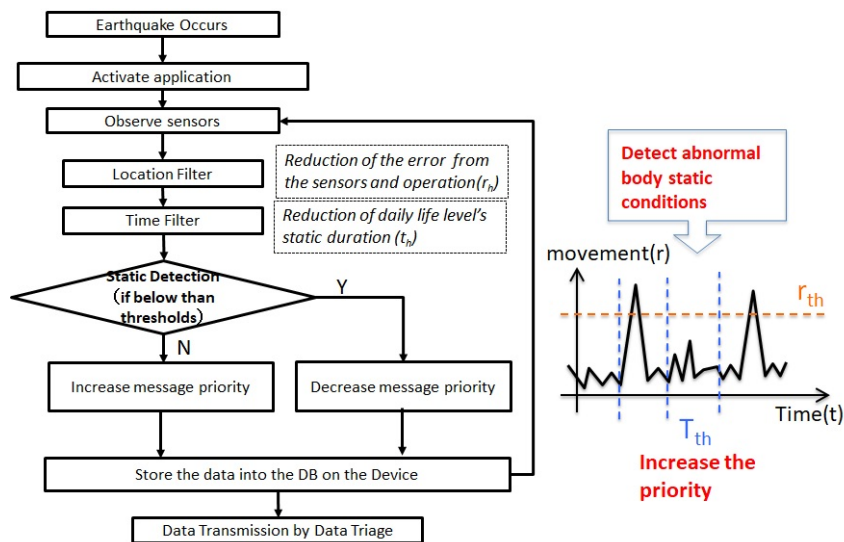 Earthquake Occurs
Activate application
Observe sensors
Location Filter
Reduction of the error from
the sensors and operation(rh)
Time Filter
Reduction of daily life level's
static duration (th)
Static Detection
(if below than
thresholds)
Y
N
Increase message priority
Decrease message priority
Store the data into the DB on the Device
Data Transmission by Data Triage
Detect abnormal
body static
conditions
movement(r)
rth
Time(t)
Tth
Increase the
priority